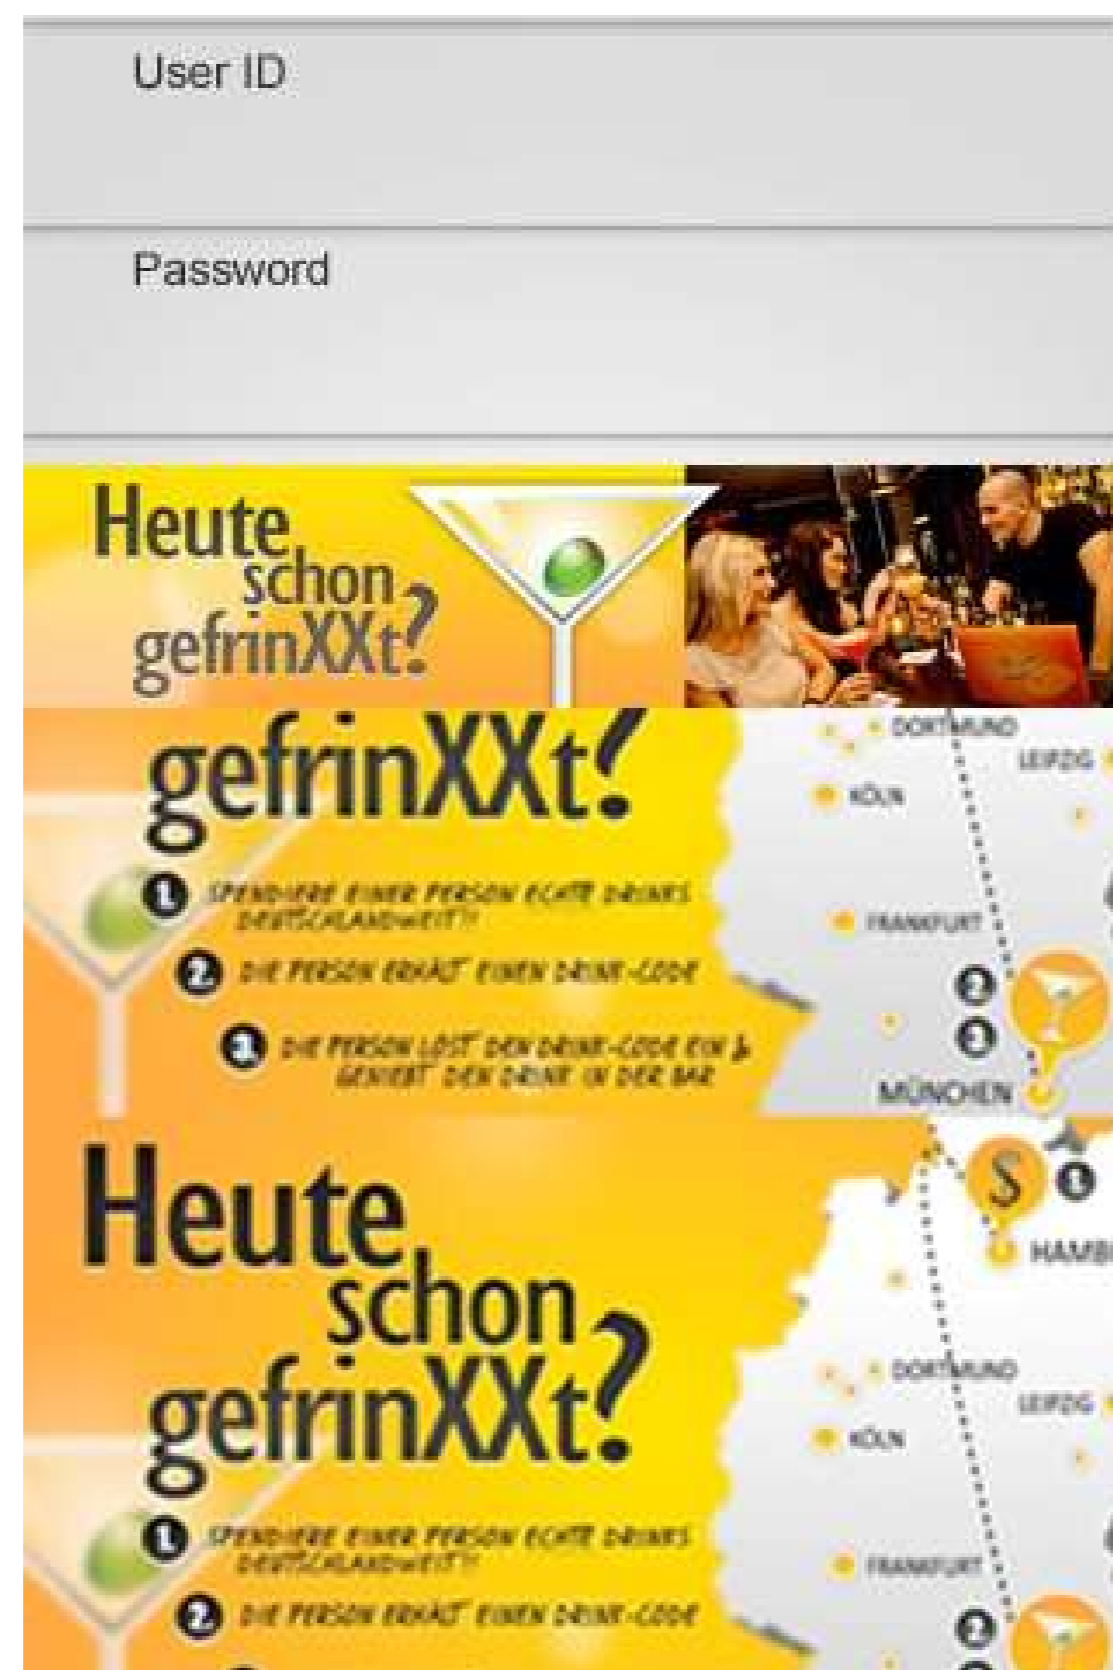 User ID
Password
Heute
schon
gefrinXXt?
gefrinXXt?
1. SPENDIERE EINER PERSON ECHTE DRINKS
DEUTSCHLANDWEIT!!
2. DIE PERSON ERHÄLT EINEN DRINK-CODE
3. DIE PERSON LÖST DEN DRINK-CODE EIN &
GENIEßT DEN DRINK IN DER BAR
DORTMUND
LEIPZIG
KÖLN
FRANKFURT
2
3
MÜNCHEN
Heute
schon
gefrinXXt?
1. SPENDIERE EINER PERSON ECHTE DRINKS
DEUTSCHLANDWEIT!!
2. DIE PERSON ERHÄLT EINEN DRINK-CODE
$ 1
HAMB
DORTMUND
LEIPZIG
KÖLN
FRANKFURT
2